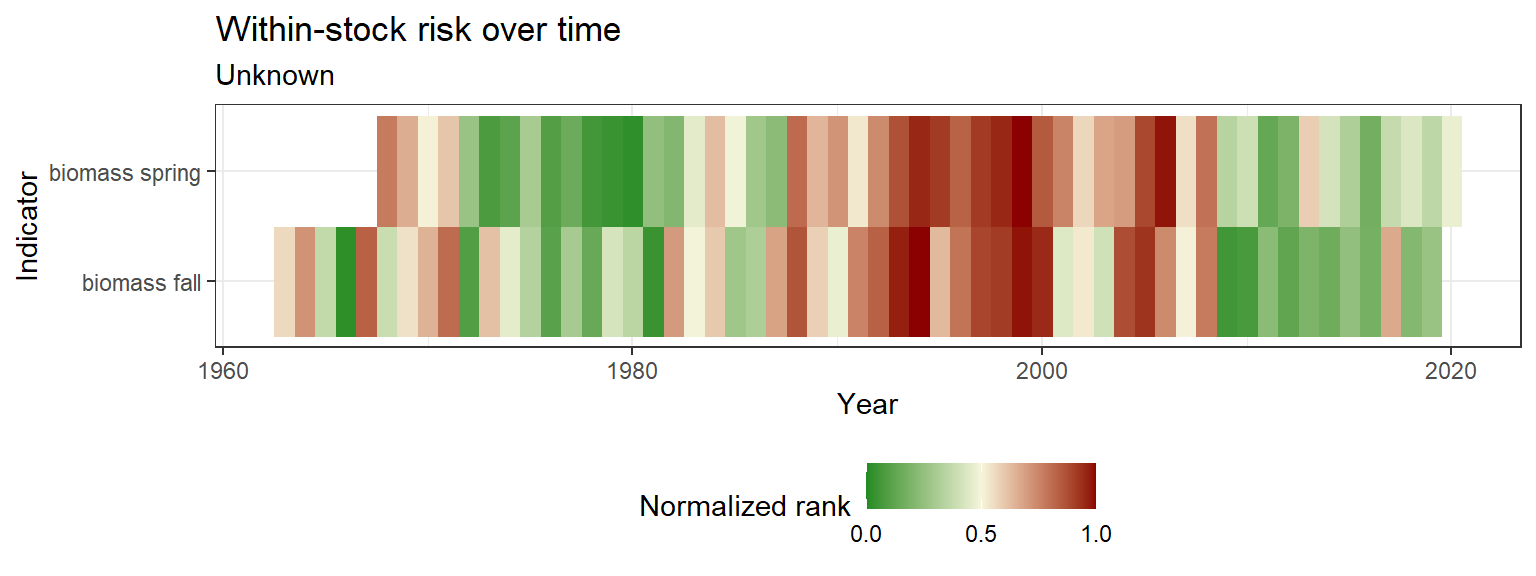 Within-stock risk over time
Unknown
Indicator
biomass spring
biomass fall
1960 1980 2000 2020
Year
Normalized rank
0.0 0.5 1.0